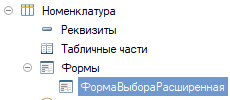 Номенклатура
Реквизиты
Табличные части
Формы
ФормаВыбораРасширенная